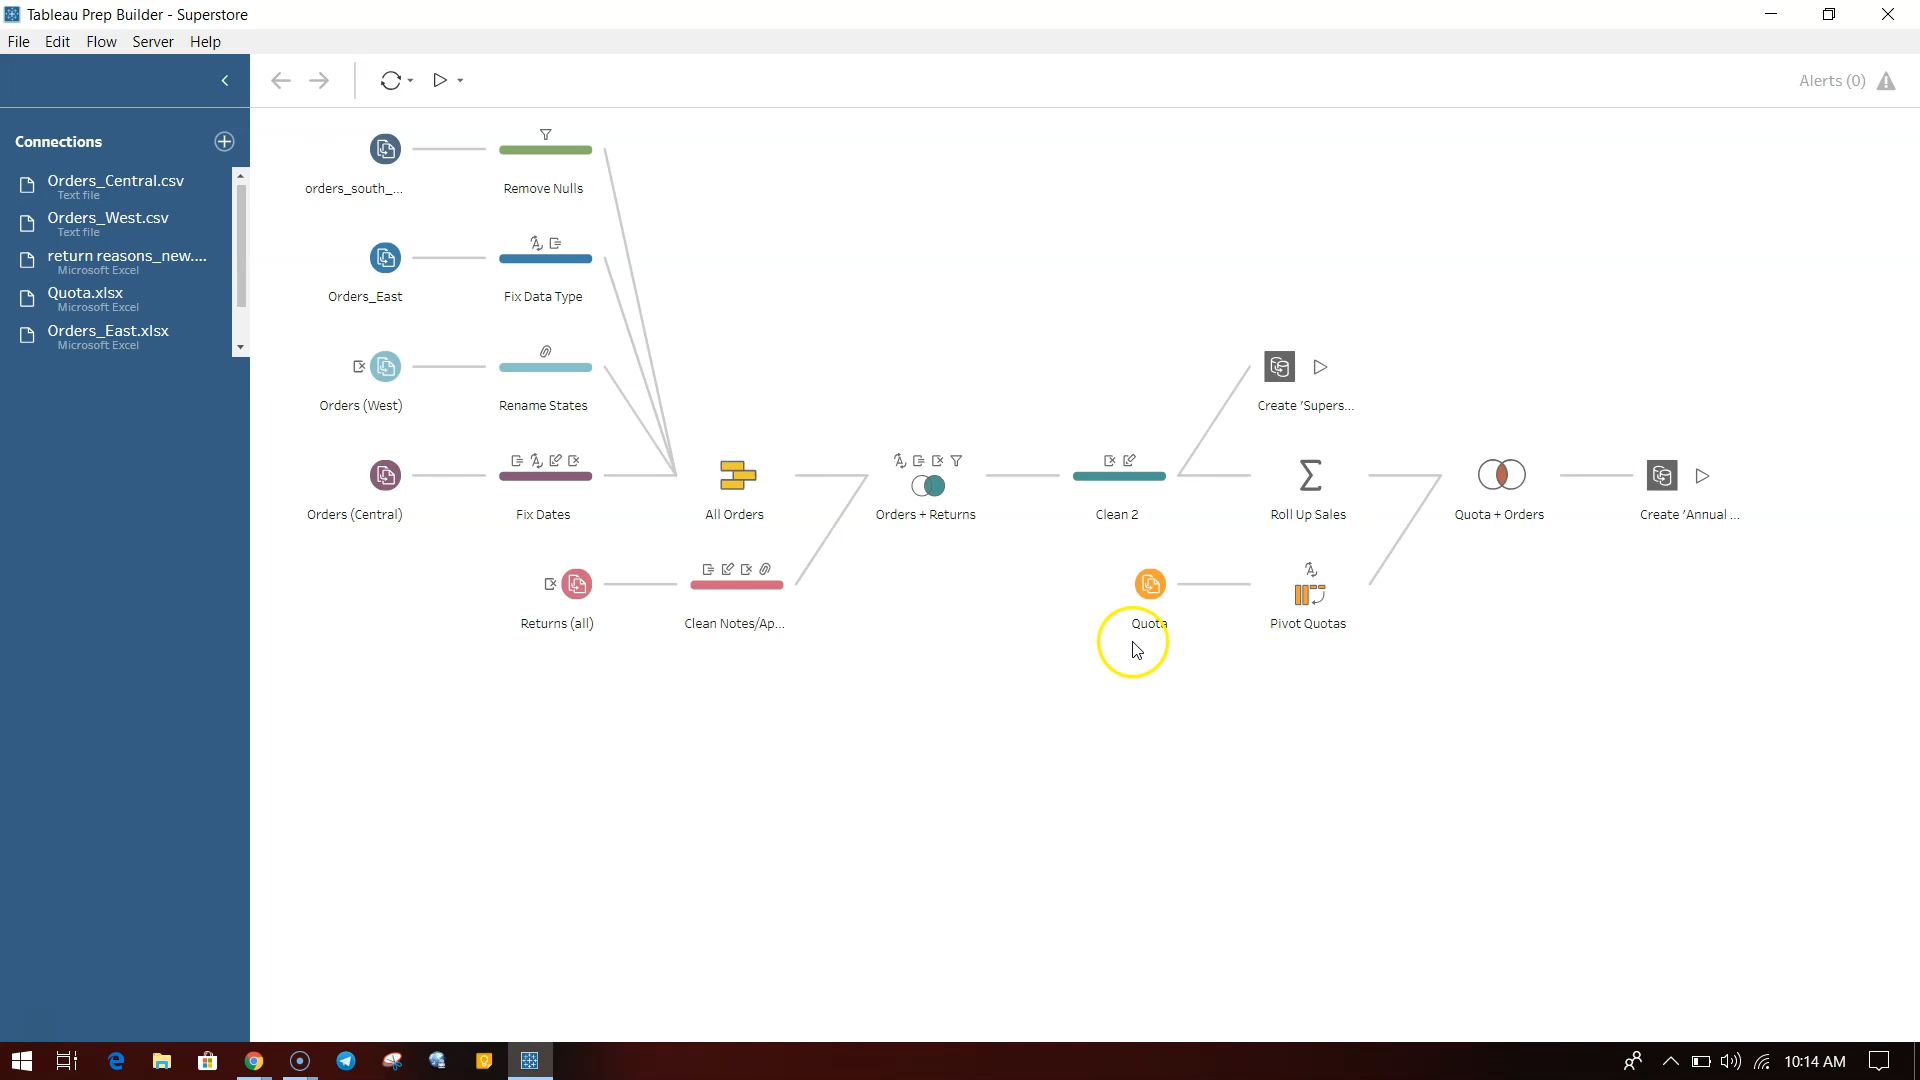 Tableau Prep Builder - Superstore
File Edit Flow Server Help
Alerts (0)
Connections
Orders_Central.csv
Text file
Orders_West.csv
Text file
return reasons_new....
Microsoft Excel
Quota.xlsx
Microsoft Excel
Orders_East.xlsx
Microsoft Excel
orders_south_... Remove Nulls
Orders_East Fix Data Type
Orders (West) Rename States Create 'Supers...
Orders (Central) Fix Dates All Orders Orders + Returns Clean 2 Roll Up Sales Quota + Orders Create 'Annual ...
Returns (all) Clean Notes/Ap... Quota Pivot Quotas
10:14 AM